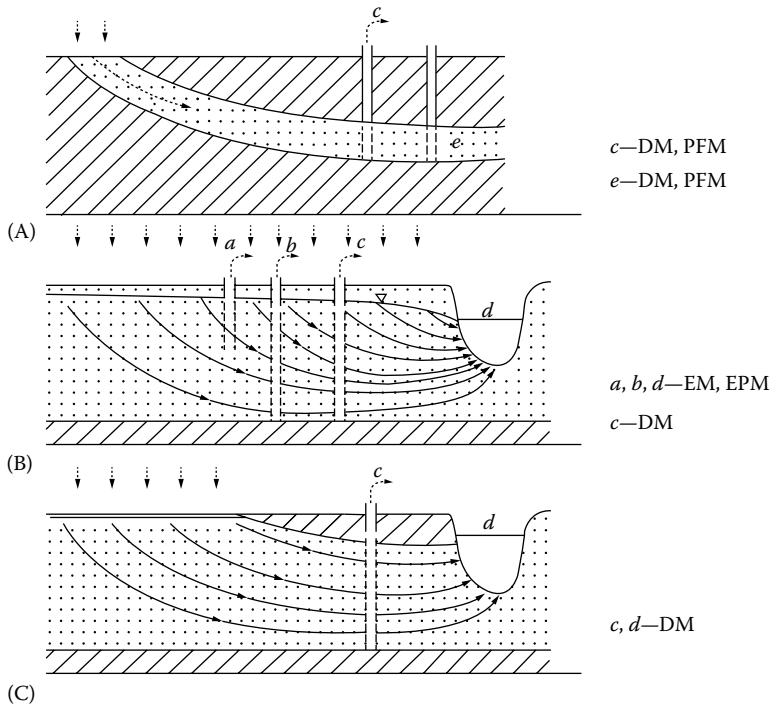 c
e
c—DM, PFM
e—DM, PFM
(A)
a b c
d
a, b, d—EM, EPM
c—DM
(B)
c
d
c, d—DM
(C)